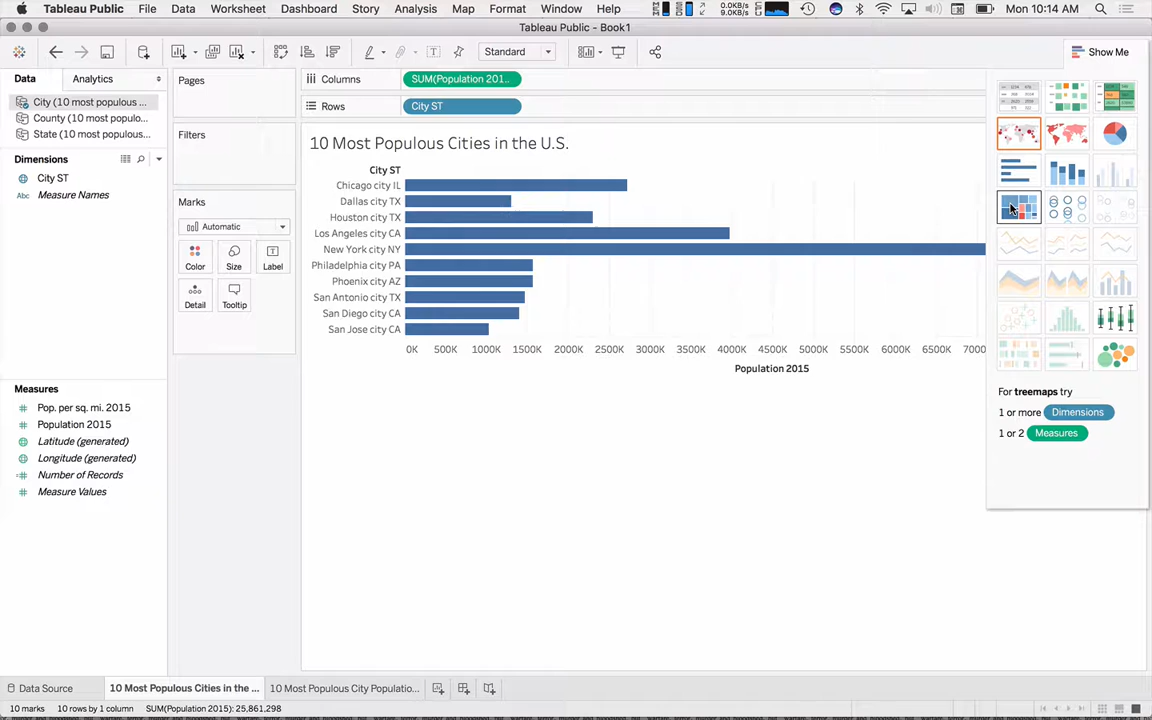 Tableau Public File Data Worksheet Dashboard Story Analysis Map Format Window Help 0.0KB/s 9.0KB/s Mon 10:14 AM
Tableau Public - Book1
Standard Show Me
Data Analytics Pages Columns SUM(Population 201..
City (10 most populous ... Rows City ST
County (10 most populo...
State (10 most populous... Filters
10 Most Populous Cities in the U.S.
Dimensions
City ST
City ST
Chicago city IL
Abc Measure Names
Marks
Dallas city TX
Houston city TX
Automatic
Los Angeles city CA
New York city NY
Color Size Label
Philadelphia city PA
Phoenix city AZ
San Antonio city TX
Detail Tooltip
San Diego city CA
San Jose city CA
0K 500K 1000K 1500K 2000K 2500K 3000K 3500K 4000K 4500K 5000K 5500K 6000K 6500K 7000
Population 2015
Measures
For treemaps try
Pop. per sq. mi. 2015
1 or more Dimensions
Population 2015
1 or 2 Measures
Latitude (generated)
Longitude (generated)
Number of Records
Measure Values
Data Source 10 Most Populous Cities in the ... 10 Most Populous City Populatio...
10 marks 10 rows by 1 column SUM(Population 2015): 25,861,298